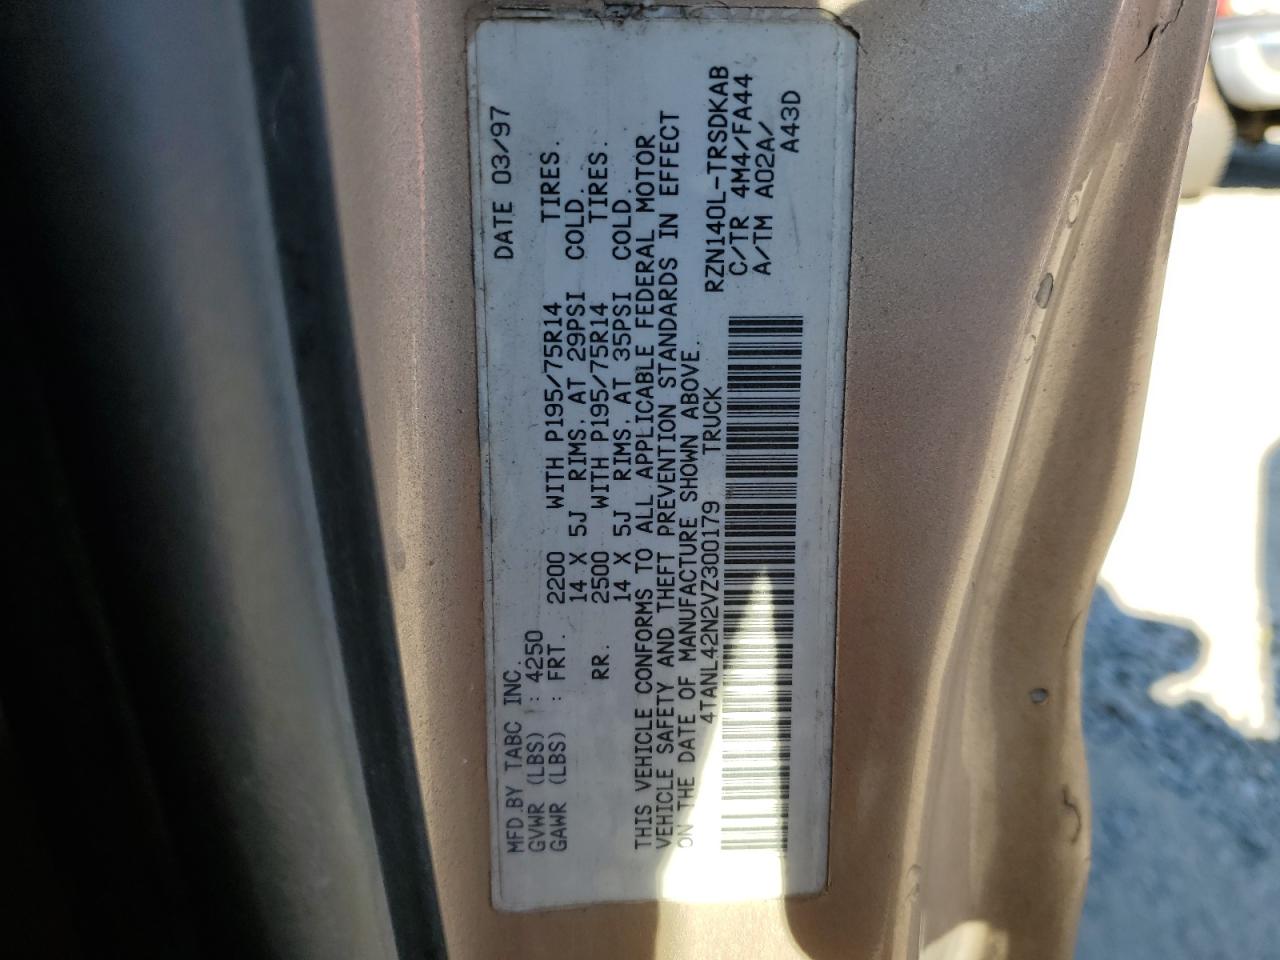 MFD.BY TABC INC. DATE 03/97
GVWR (LBS) : 4250
GAWR (LBS) : FRT. 2200 WITH P195/75R14 TIRES.
14 X 5J RIMS. AT 29PSI COLD.
RR. 2500 WITH P195/75R14 TIRES.
14 X 5J RIMS. AT 35PSI COLD.
THIS VEHICLE CONFORMS TO ALL APPLICABLE FEDERAL MOTOR
VEHICLE SAFETY AND THEFT PREVENTION STANDARDS IN EFFECT
ON THE DATE OF MANUFACTURE SHOWN ABOVE.
4TANL42N2VZ300179 TRUCK
RZN140L-TRSDKAB
C/TR 4M4/FA44
A/TM A02A/
A43D